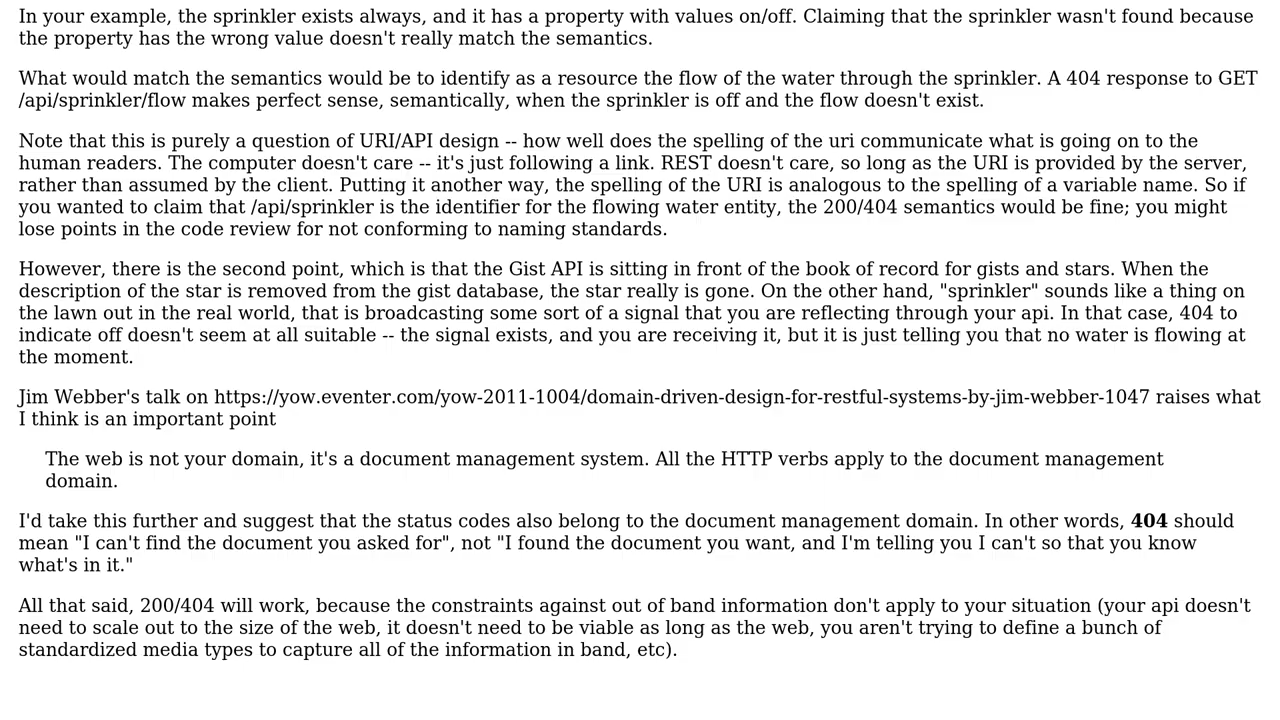 In your example, the sprinkler exists always, and it has a property with values on/off. Claiming that the sprinkler wasn't found because
the property has the wrong value doesn't really match the semantics.
What would match the semantics would be to identify as a resource the flow of the water through the sprinkler. A 404 response to GET
/api/sprinkler/flow makes perfect sense, semantically, when the sprinkler is off and the flow doesn't exist.
Note that this is purely a question of URI/API design -- how well does the spelling of the uri communicate what is going on to the
human readers. The computer doesn't care -- it's just following a link. REST doesn't care, so long as the URI is provided by the server,
rather than assumed by the client. Putting it another way, the spelling of the URI is analogous to the spelling of a variable name. So if
you wanted to claim that /api/sprinkler is the identifier for the flowing water entity, the 200/404 semantics would be fine; you might
lose points in the code review for not conforming to naming standards.
However, there is the second point, which is that the Gist API is sitting in front of the book of record for gists and stars. When the
description of the star is removed from the gist database, the star really is gone. On the other hand, "sprinkler" sounds like a thing on
the lawn out in the real world, that is broadcasting some sort of a signal that you are reflecting through your api. In that case, 404 to
indicate off doesn't seem at all suitable -- the signal exists, and you are receiving it, but it is just telling you that no water is flowing at
the moment.
Jim Webber's talk on https://yow.eventer.com/yow-2011-1004/domain-driven-design-for-restful-systems-by-jim-webber-1047 raises what
I think is an important point
The web is not your domain, it's a document management system. All the HTTP verbs apply to the document management
domain.
I'd take this further and suggest that the status codes also belong to the document management domain. In other words, 404 should
mean "I can't find the document you asked for", not "I found the document you want, and I'm telling you I can't so that you know
what's in it."
All that said, 200/404 will work, because the constraints against out of band information don't apply to your situation (your api doesn't
need to scale out to the size of the web, it doesn't need to be viable as long as the web, you aren't trying to define a bunch of
standardized media types to capture all of the information in band, etc).